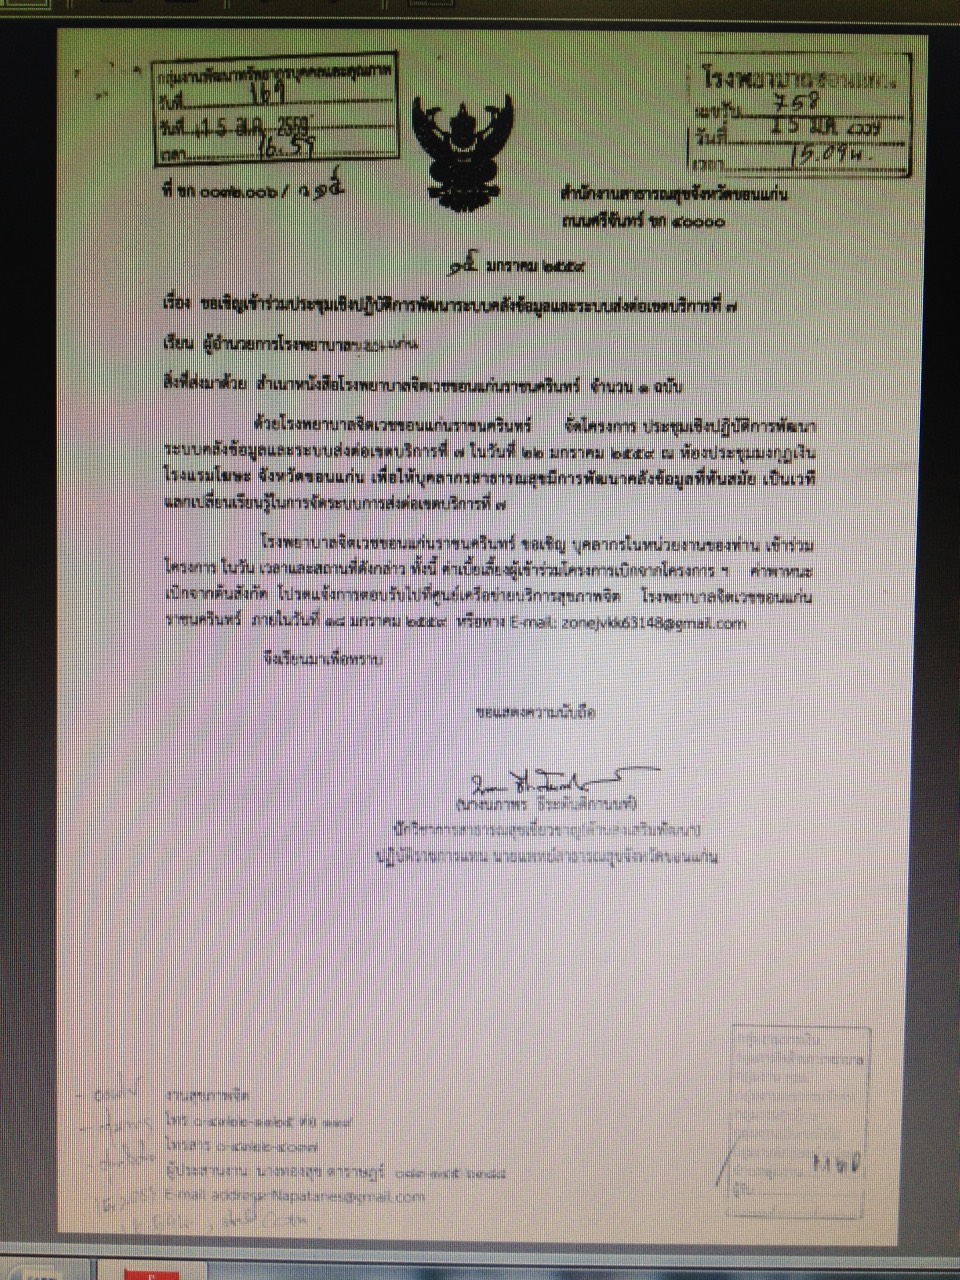 กลุ่มงานพัฒนาทรัพยากรบุคคลและคุณภาพ
วันที่ 169
วันที่ 15 ม.ค. 2559
เวลา 16.59
โรงพยาบาลขอนแก่น
เลขรับ 758
วันที่ 15 ม.ค. 2559
เวลา 15.09น.
ที่ ขก ๐๐๓๒.๐๐๖/ ว ๑๕
สำนักงานสาธารณสุขจังหวัดขอนแก่น
ถนนศรีจันทร์ ขก ๔๐๐๐๐
๑๕ มกราคม ๒๕๕๙
เรื่อง ขอเชิญเข้าร่วมประชุมเชิงปฏิบัติการพัฒนาระบบคลังข้อมูลและระบบส่งต่อเขตบริการที่ ๗
เรียน ผู้อำนวยการโรงพยาบาลขอนแก่น
สิ่งที่ส่งมาด้วย สำเนาหนังสือโรงพยาบาลจิตเวชขอนแก่นราชนครินทร์ จำนวน ๑ ฉบับ
ด้วยโรงพยาบาลจิตเวชขอนแก่นราชนครินทร์ จัดโครงการ ประชุมเชิงปฏิบัติการพัฒนา
ระบบคลังข้อมูลและระบบส่งต่อเขตบริการที่ ๗ ในวันที่ ๒๒ มกราคม ๒๕๕๙ ณ ห้องประชุมมงกุฎเงิน
โรงแรมโฆษะ จังหวัดขอนแก่น เพื่อให้บุคลากรสาธารณสุขมีการพัฒนาคลังข้อมูลที่ทันสมัย เป็นเวที
แลกเปลี่ยนเรียนรู้ในการจัดระบบการส่งต่อเขตบริการที่ ๗
โรงพยาบาลจิตเวชขอนแก่นราชนครินทร์ ขอเชิญ บุคลากรในหน่วยงานของท่าน เข้าร่วม
โครงการ ในวัน เวลาและสถานที่ดังกล่าว ทั้งนี้ ค่าเบี้ยเลี้ยงผู้เข้าร่วมโครงการเบิกจากโครงการ ฯ ค่าพาหนะ
เบิกจากต้นสังกัด โปรดแจ้งการตอบรับไปที่ศูนย์เครือข่ายบริการสุขภาพจิต โรงพยาบาลจิตเวชขอนแก่น
ราชนครินทร์ ภายในวันที่ ๑๘ มกราคม ๒๕๕๙ หรือทาง E-mail: zonejvkk63148@gmail.com
จึงเรียนมาเพื่อทราบ
ขอแสดงความนับถือ
(นางนภาพร ธีระตันติกานนท์)
นักวิชาการสาธารณสุขเชี่ยวชาญ(ด้านส่งเสริมพัฒนา)
ปฏิบัติราชการแทน นายแพทย์สาธารณสุขจังหวัดขอนแก่น
งานสุขภาพจิต
โทร
โทรสาร
ผู้ประสานงาน นางทองสุข ดาราษฎร์
E-mail address: Napatanes@gmail.com